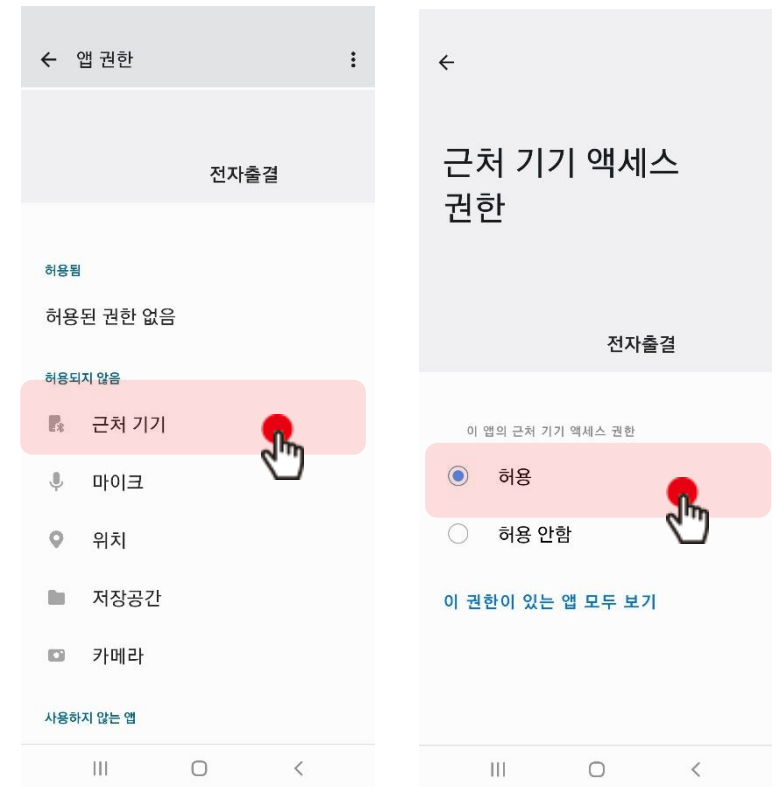 앱 권한
전자출결
허용됨
허용된 권한 없음
허용되지 않음
근처 기기
마이크
위치
저장공간
카메라
사용하지 않는 앱
근처 기기 액세스
권한
전자출결
이 앱의 근처 기기 액세스 권한
허용
허용 안함
이 권한이 있는 앱 모두 보기